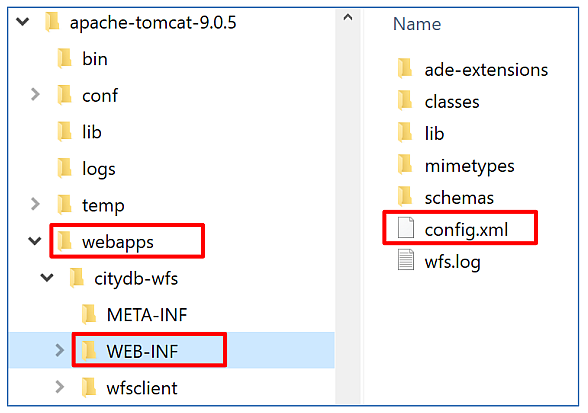 apache-tomcat-9.0.5
bin
conf
lib
logs
temp
webapps
citydb-wfs
META-INF
WEB-INF
wfsclient
Name
ade-extensions
classes
lib
mimetypes
schemas
config.xml
wfs.log